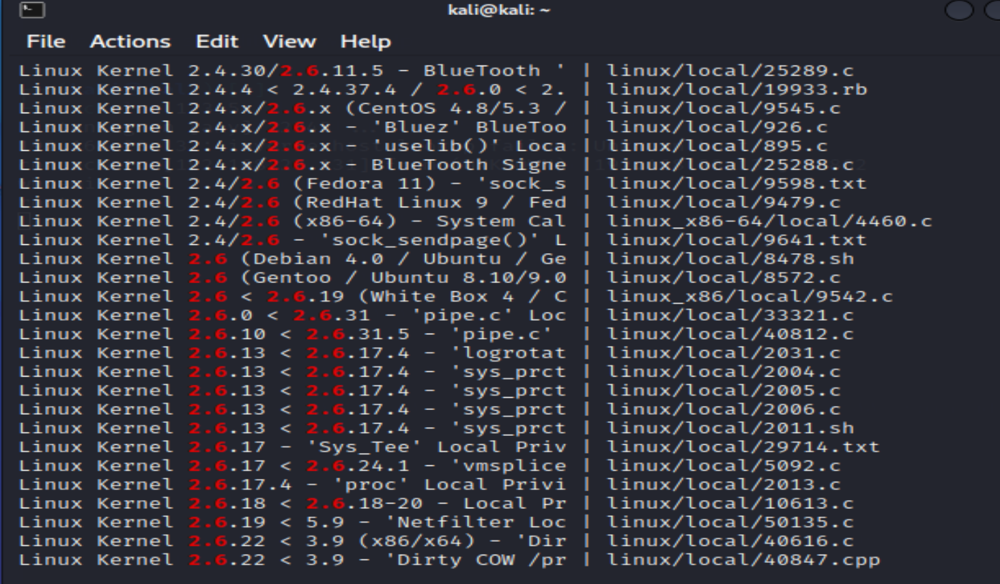 kali@kali: ~
File Actions Edit View Help
Linux Kernel 2.4.30/2.6.11.5 - BlueTooth ' | linux/local/25289.c
Linux Kernel 2.4.4 < 2.4.37.4 / 2.6.0 < 2. | linux/local/19933.rb
Linux Kernel 2.4.x/2.6.x (CentOS 4.8/5.3 / | linux/local/9545.c
Linux Kernel 2.4.x/2.6.x - 'Bluez' BlueToo | linux/local/926.c
Linux Kernel 2.4.x/2.6.x - 'uselib()' Loca | linux/local/895.c
Linux Kernel 2.4.x/2.6.x - BlueTooth Signe | linux/local/25288.c
Linux Kernel 2.4/2.6 (Fedora 11) - 'sock_s | linux/local/9598.txt
Linux Kernel 2.4/2.6 (RedHat Linux 9 / Fed | linux/local/9479.c
Linux Kernel 2.4/2.6 (x86-64) - System Cal | linux_x86-64/local/4460.c
Linux Kernel 2.4/2.6 - 'sock_sendpage()' L | linux/local/9641.txt
Linux Kernel 2.6 (Debian 4.0 / Ubuntu / Ge | linux/local/8478.sh
Linux Kernel 2.6 (Gentoo / Ubuntu 8.10/9.0 | linux/local/8572.c
Linux Kernel 2.6 < 2.6.19 (White Box 4 / C | linux_x86/local/9542.c
Linux Kernel 2.6.0 < 2.6.31 - 'pipe.c' Loc | linux/local/33321.c
Linux Kernel 2.6.10 < 2.6.31.5 - 'pipe.c' | linux/local/40812.c
Linux Kernel 2.6.13 < 2.6.17.4 - 'logrotat | linux/local/2031.c
Linux Kernel 2.6.13 < 2.6.17.4 - 'sys_prct | linux/local/2004.c
Linux Kernel 2.6.13 < 2.6.17.4 - 'sys_prct | linux/local/2005.c
Linux Kernel 2.6.13 < 2.6.17.4 - 'sys_prct | linux/local/2006.c
Linux Kernel 2.6.13 < 2.6.17.4 - 'sys_prct | linux/local/2011.sh
Linux Kernel 2.6.17 - 'Sys_Tee' Local Priv | linux/local/29714.txt
Linux Kernel 2.6.17 < 2.6.24.1 - 'vmsplice | linux/local/5092.c
Linux Kernel 2.6.17.4 - 'proc' Local Privi | linux/local/2013.c
Linux Kernel 2.6.18 < 2.6.18-20 - Local Pr | linux/local/10613.c
Linux Kernel 2.6.19 < 5.9 - 'Netfilter Loc | linux/local/50135.c
Linux Kernel 2.6.22 < 3.9 (x86/x64) - 'Dir | linux/local/40616.c
Linux Kernel 2.6.22 < 3.9 - 'Dirty COW /pr | linux/local/40847.cpp